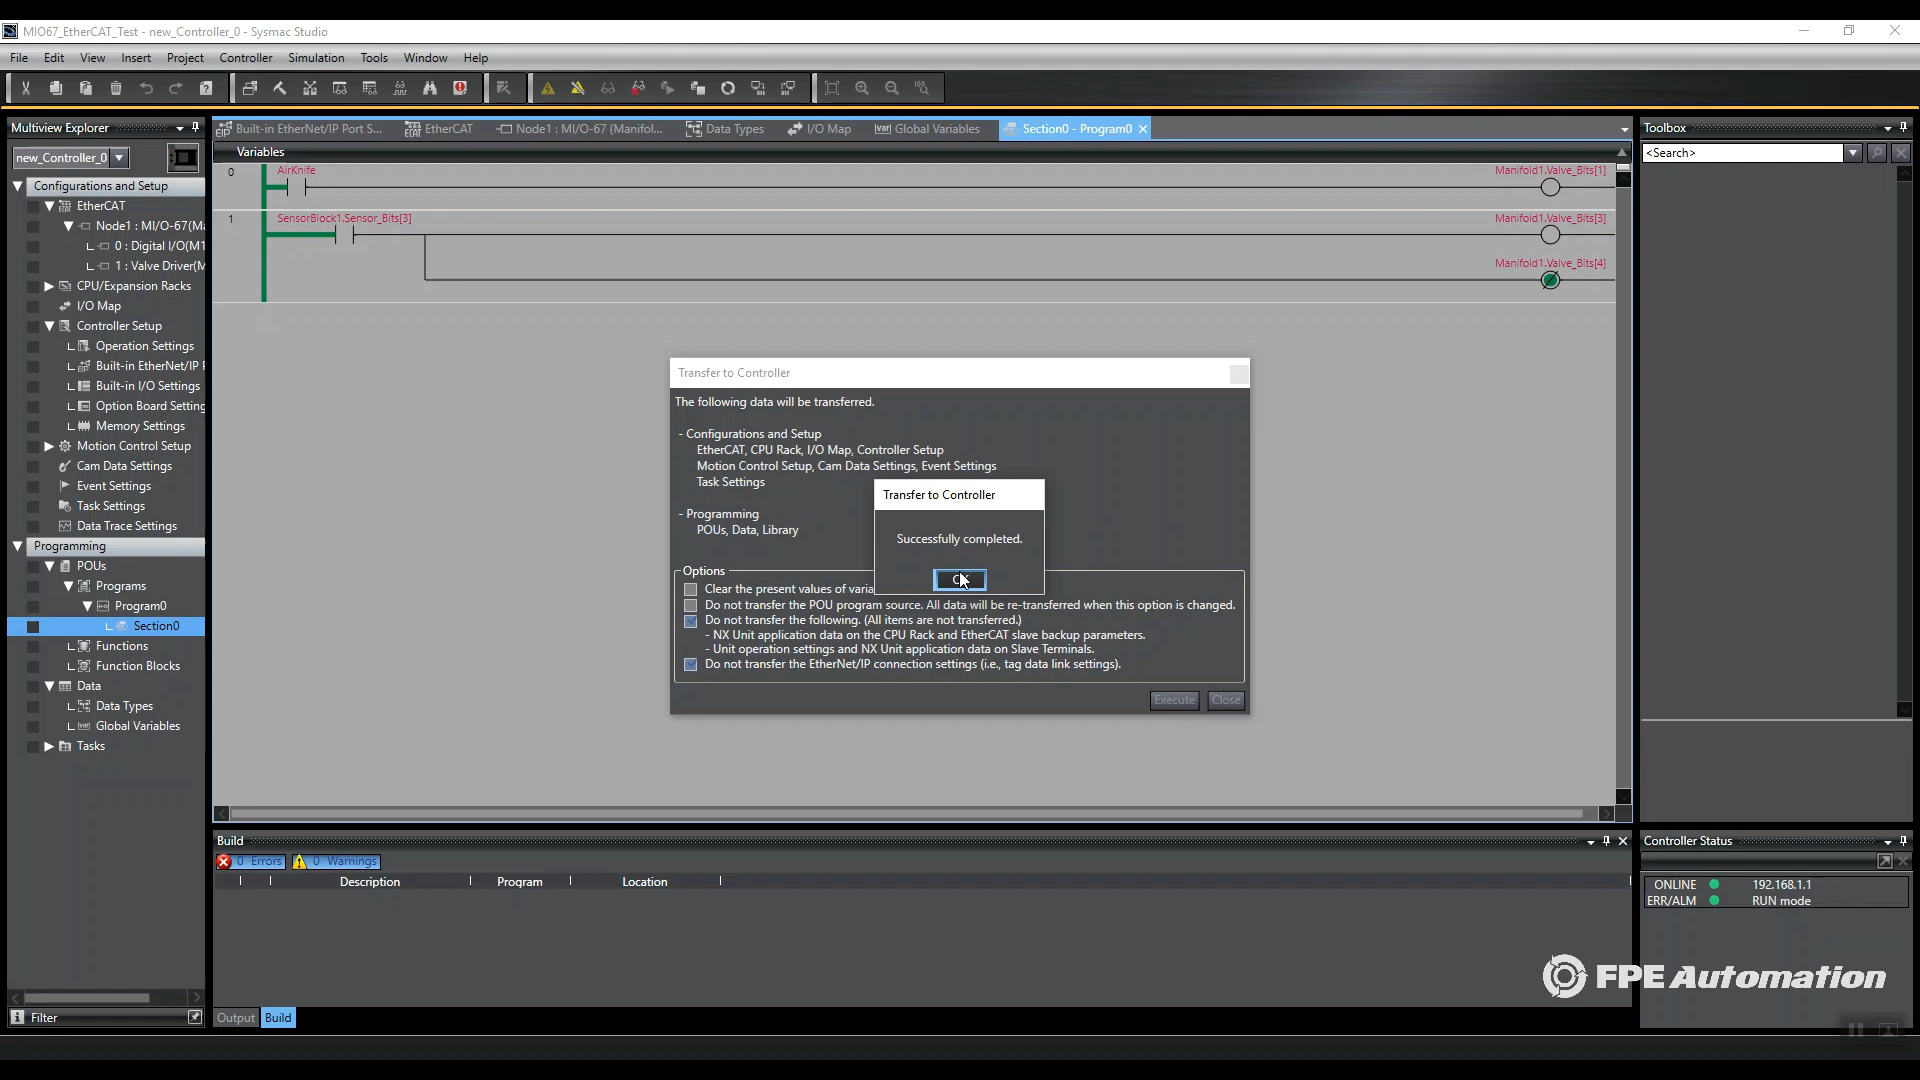 MIO67_EtherCAT_Test - new_Controller_0 - Sysmac Studio
File Edit View Insert Project Controller Simulation Tools Window Help
Multiview Explorer
new_Controller_0
Configurations and Setup
EtherCAT
Node1 : MI/O-67(Ma
0 : Digital I/O(M1
1 : Valve Driver(M
CPU/Expansion Racks
I/O Map
Controller Setup
Operation Settings
Built-in EtherNet/IP P
Built-in I/O Settings
Option Board Setting
Memory Settings
Motion Control Setup
Cam Data Settings
Event Settings
Task Settings
Data Trace Settings
Programming
POUs
Programs
Program0
Section0
Functions
Function Blocks
Data
Data Types
Global Variables
Tasks
Filter
Built-in EtherNet/IP Port S... EtherCAT Node1 : MI/O-67 (Manifol... Data Types I/O Map Global Variables Section0 - Program0
Variables
0 AirKnife Manifold1.Valve_Bits[1]
1 SensorBlock1.Sensor_Bits[3] Manifold1.Valve_Bits[3]
Manifold1.Valve_Bits[4]
Transfer to Controller
The following data will be transferred.
- Configurations and Setup
EtherCAT, CPU Rack, I/O Map, Controller Setup
Motion Control Setup, Cam Data Settings, Event Settings
Task Settings
- Programming
POUs, Data, Library
Transfer to Controller
Successfully completed.
Options
Clear the present values of varia
Do not transfer the POU program source. All data will be re-transferred when this option is changed.
Do not transfer the following. (All items are not transferred.)
- NX Unit application data on the CPU Rack and EtherCAT slave backup parameters.
- Unit operation settings and NX Unit application data on Slave Terminals.
Do not transfer the EtherNet/IP connection settings (i.e., tag data link settings).
Execute Close
Build
0 Errors 0 Warnings
Description Program Location
Output Build
Toolbox
<Search>
Controller Status
ONLINE 192.168.1.1
ERR/ALM RUN mode
FPE Automation